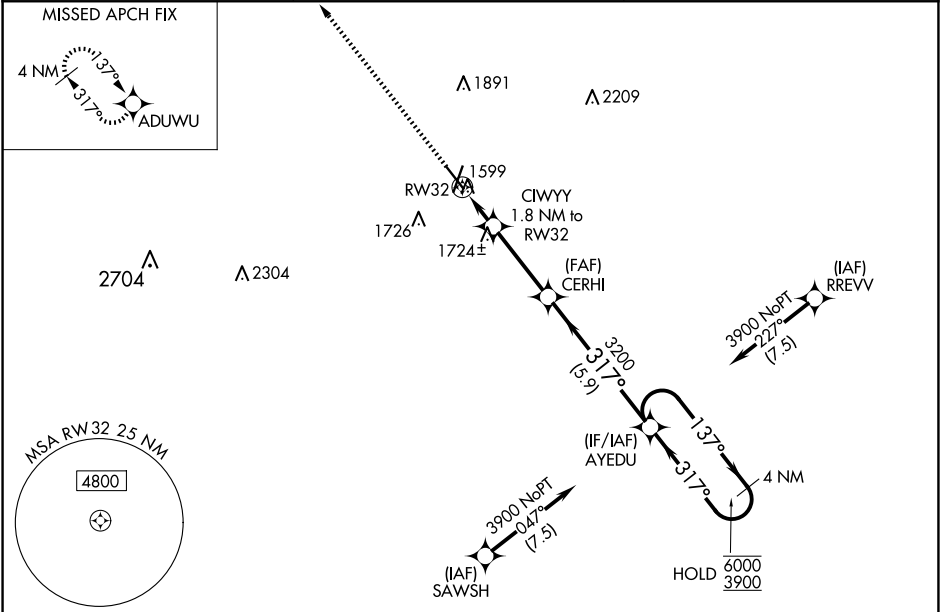 MISSED APCH FIX
4 NM
137°
317°
ADUWU
1891
2209
1599
RW32
CIWYY
1.8 NM to
RW32
1726
1724±
2704
2304
(FAF)
CERHI
(IAF)
RREVV
3900 NoPT
227°
(7.5)
3200
317°
(5.9)
(IF/IAF)
AYEDU
137°
317°
4 NM
MSA RW32 25 NM
4800
3900 NoPT
047°
(7.5)
(IAF)
SAWSH
HOLD
6000
3900